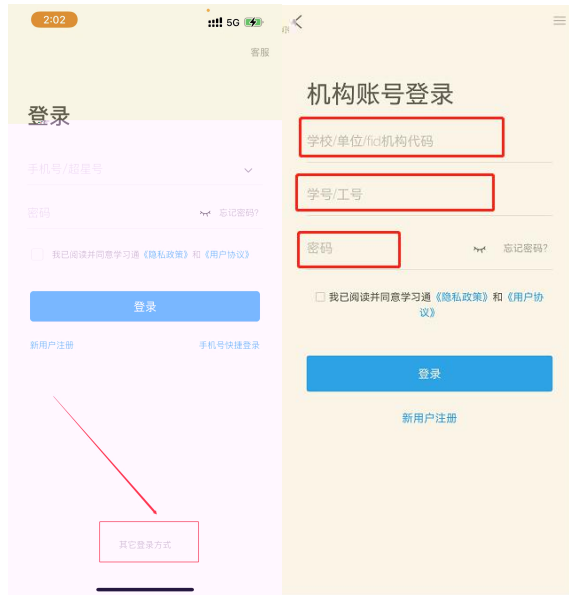 2:02
5G
客服
登录
手机号/超星号
密码
忘记密码?
我已阅读并同意学习通《隐私政策》和《用户协议》
登录
新用户注册
手机号快捷登录
其它登录方式
机构账号登录
学校/单位/fid机构代码
学号/工号
密码
忘记密码?
我已阅读并同意学习通《隐私政策》和《用户协
议》
登录
新用户注册